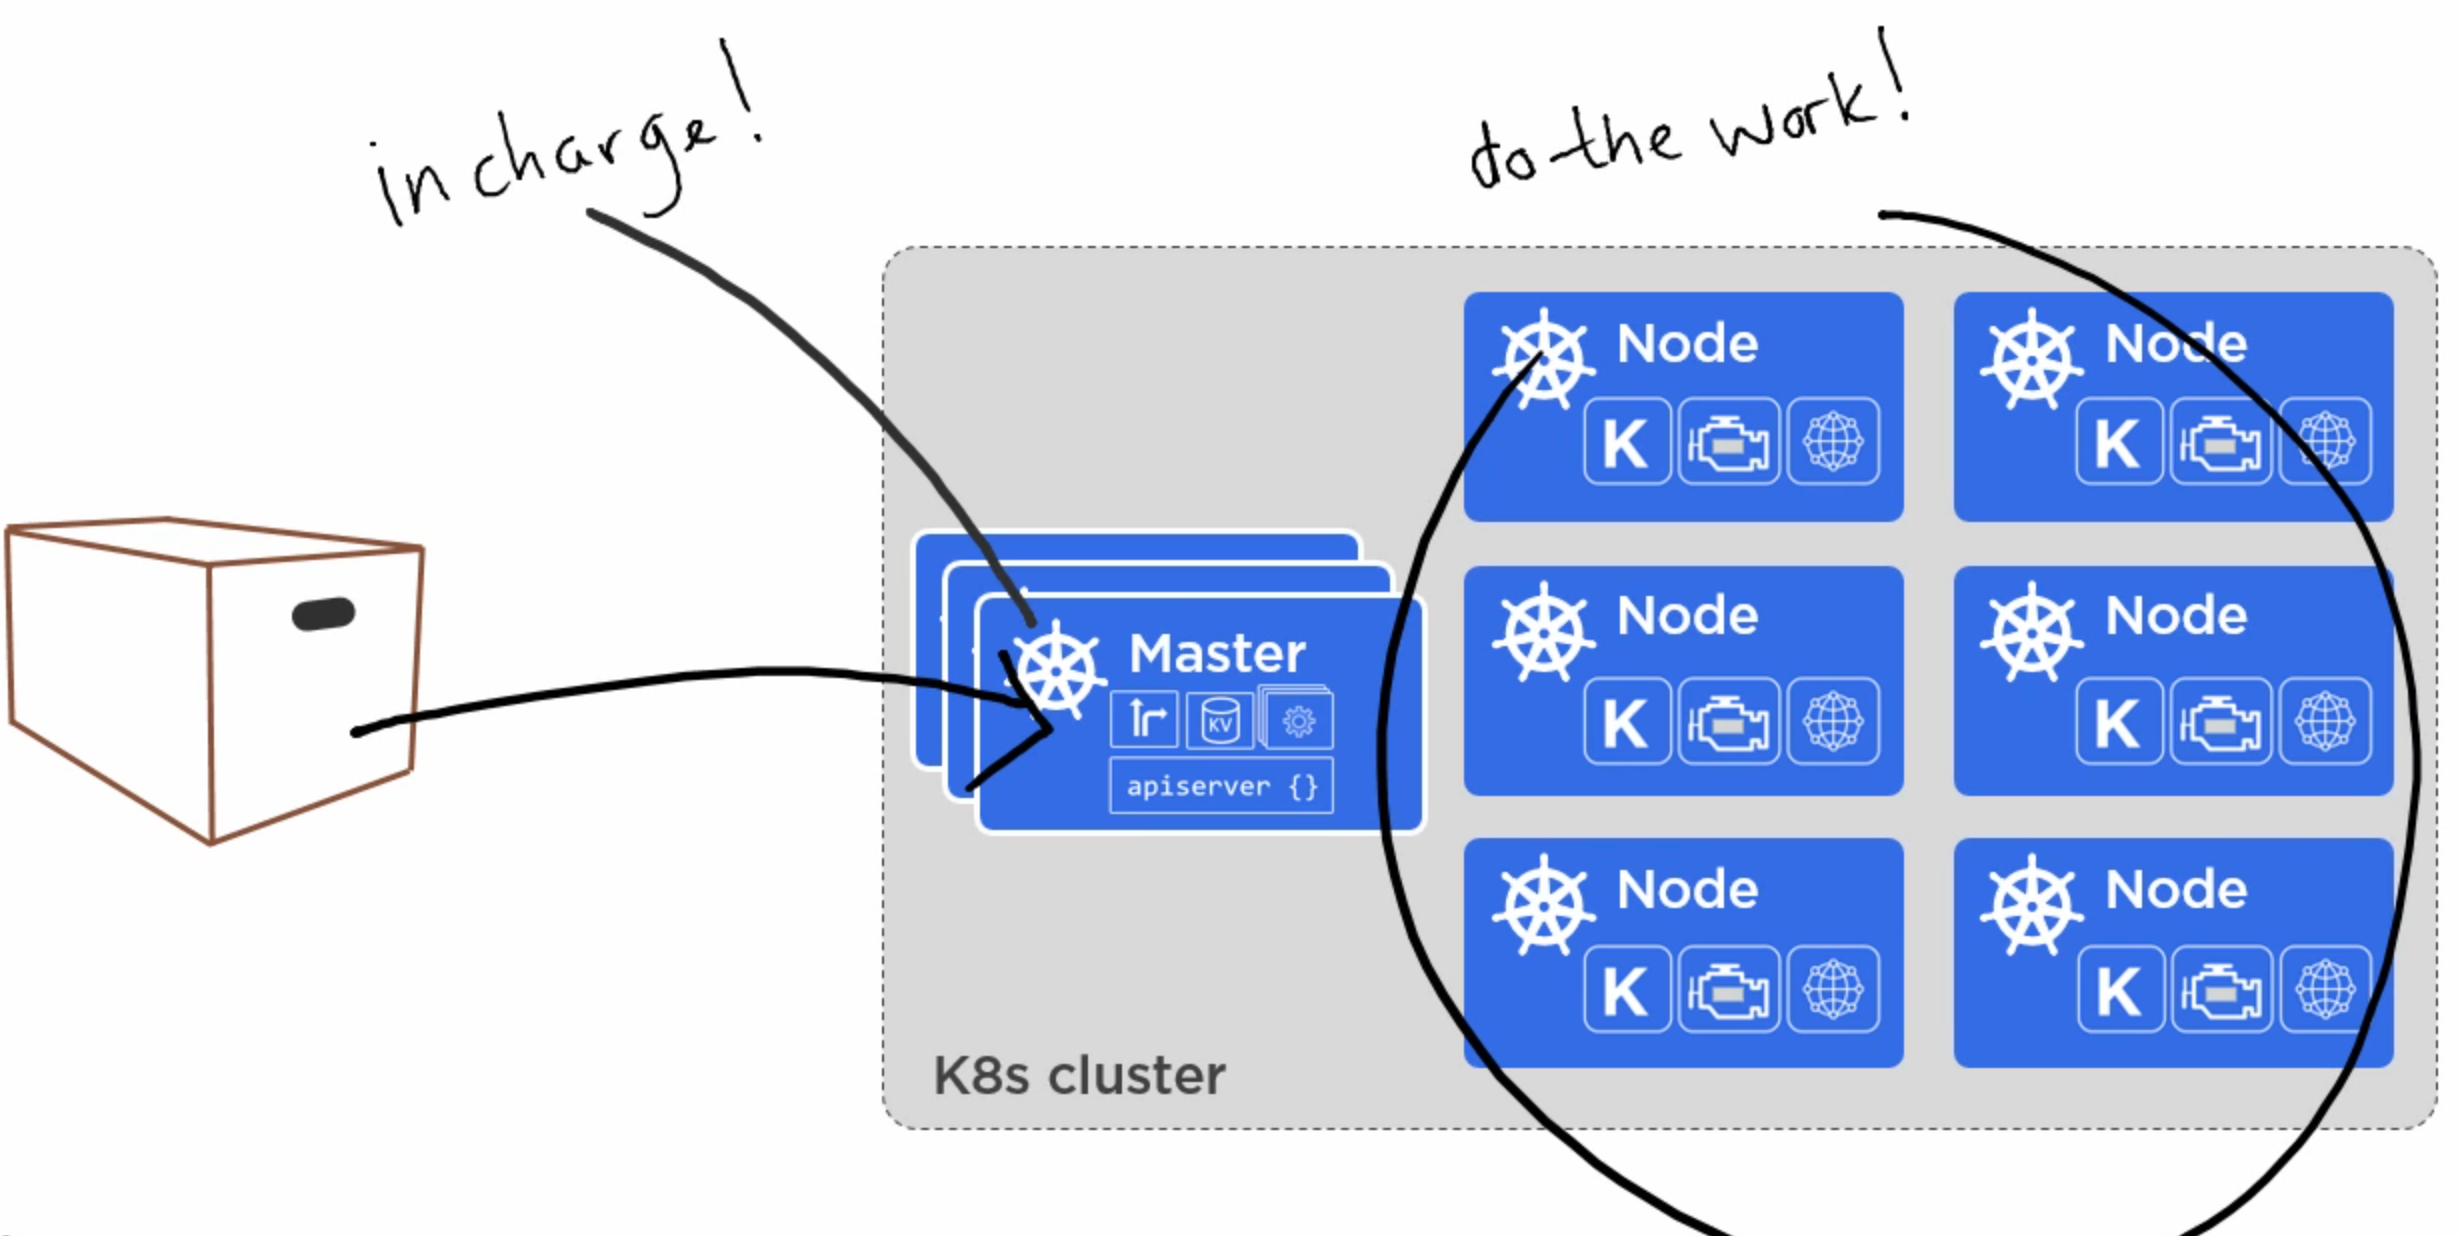 in charge!
do the work!
Node
K
Node
K
Master
KV
apiserver {}
Node
K
Node
K
Node
K
Node
K
K8s cluster